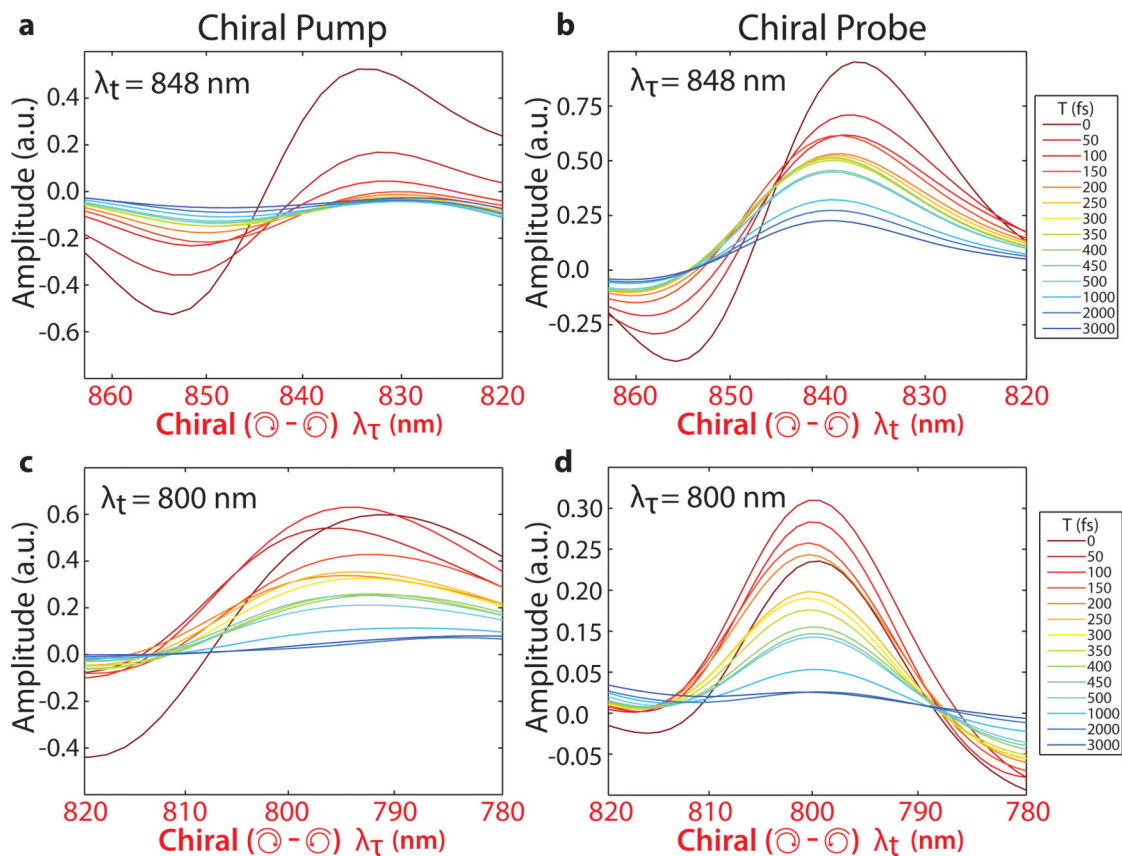 a Chiral Pump
λt = 848 nm
Amplitude (a.u.)
0.4
0.2
0.0
-0.2
-0.4
-0.6
860 850 840 830 820
Chiral (↻ - ↺) λτ (nm)
b Chiral Probe
λτ = 848 nm
Amplitude (a.u.)
0.75
0.50
0.25
0.0
-0.25
860 850 840 830 820
Chiral (↻ - ↺) λt (nm)
T (fs)
0
50
100
150
200
250
300
350
400
450
500
1000
2000
3000
c
λt = 800 nm
Amplitude (a.u.)
0.6
0.4
0.2
0.0
-0.2
-0.4
820 810 800 790 780
Chiral (↻ - ↺) λτ (nm)
d
λτ = 800 nm
Amplitude (a.u.)
0.30
0.20
0.15
0.05
0.0
-0.05
820 810 800 790 780
Chiral (↻ - ↺) λt (nm)
T (fs)
0
50
100
150
200
250
300
350
400
450
500
1000
2000
3000